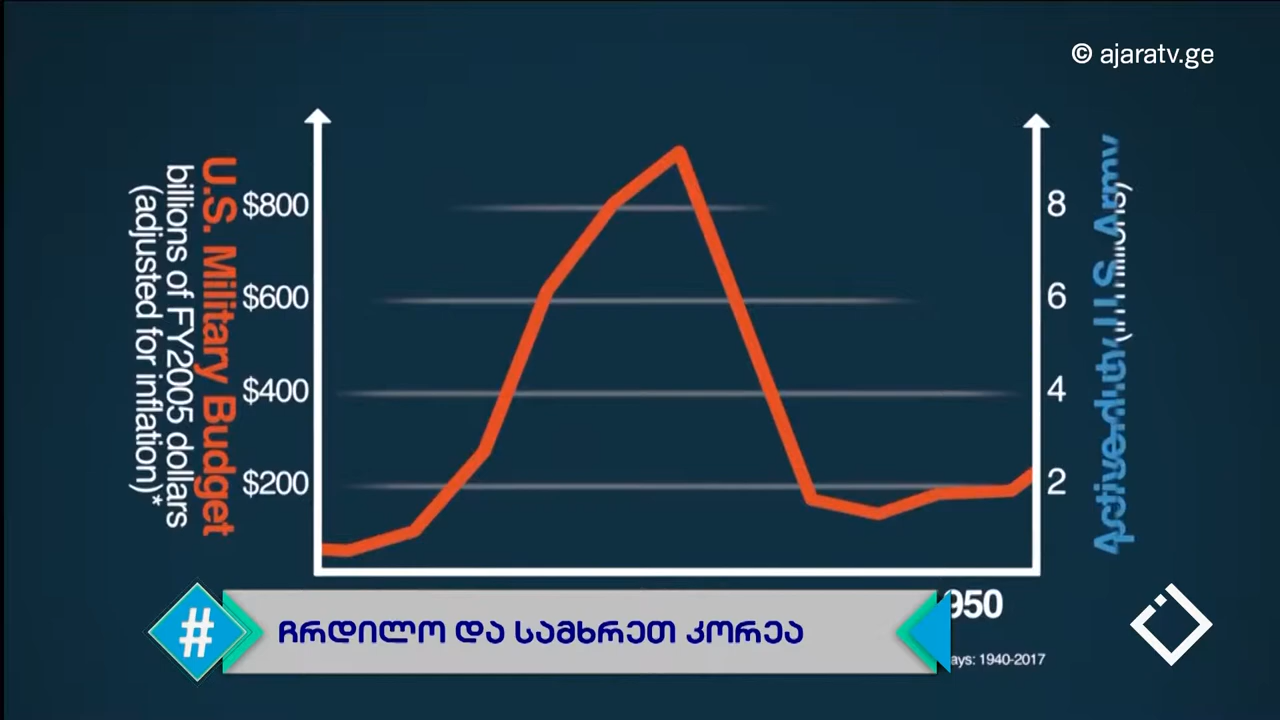 © ajaratv.ge
U.S. Military Budget
billions of FY2005 dollars
(adjusted for inflation)*
$800
$600
$400
$200
8
6
4
2
950
# ჩრდილო და სამხრეთ კორეა
ays: 1940-2017